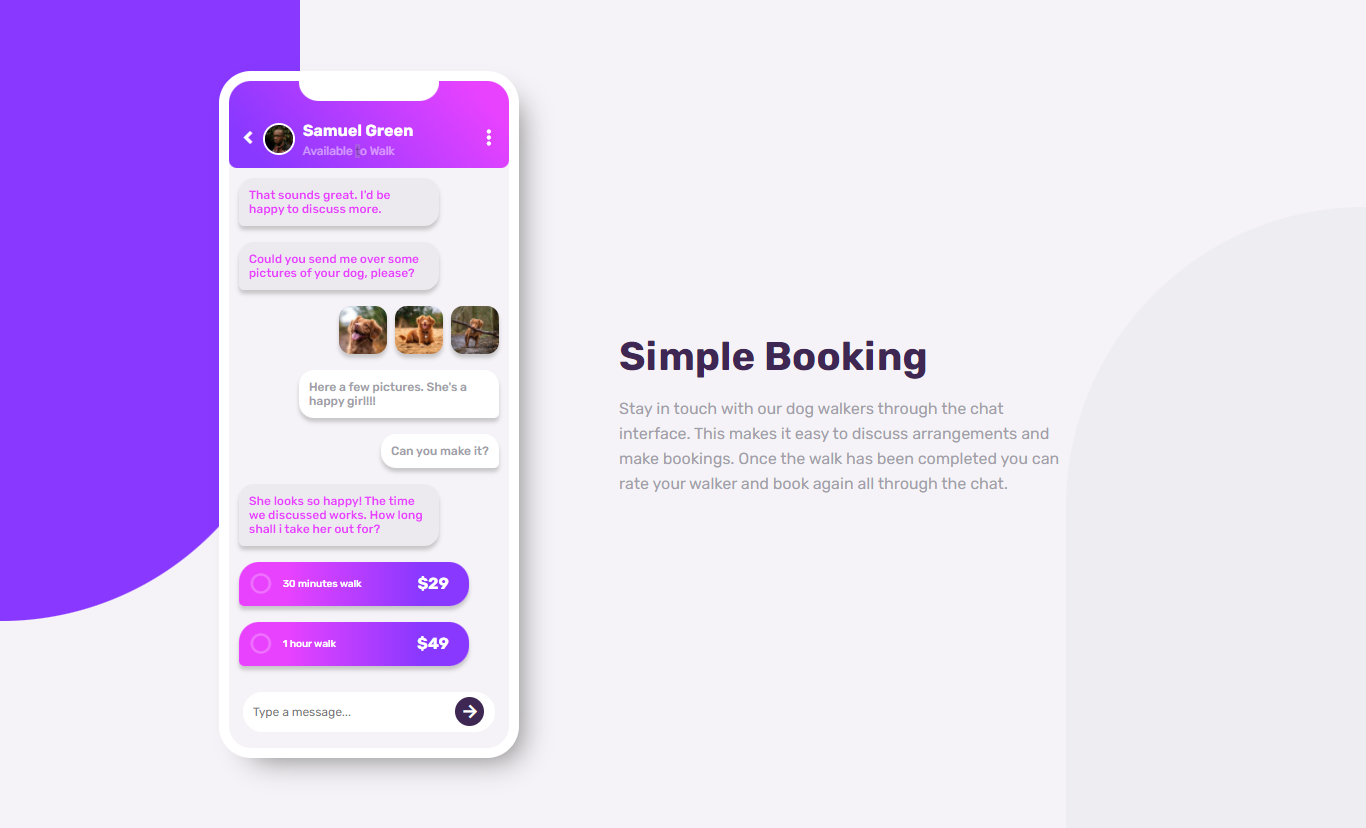 Samuel Green
Available to Walk
That sounds great. I'd be
happy to discuss more.
Could you send me over some
pictures of your dog, please?
Here a few pictures. She's a
happy girl!!!
Can you make it?
She looks so happy! The time
we discussed works. How long
shall i take her out for?
30 minutes walk $29
1 hour walk $49
Type a message...
Simple Booking
Stay in touch with our dog walkers through the chat
interface. This makes it easy to discuss arrangements and
make bookings. Once the walk has been completed you can
rate your walker and book again all through the chat.